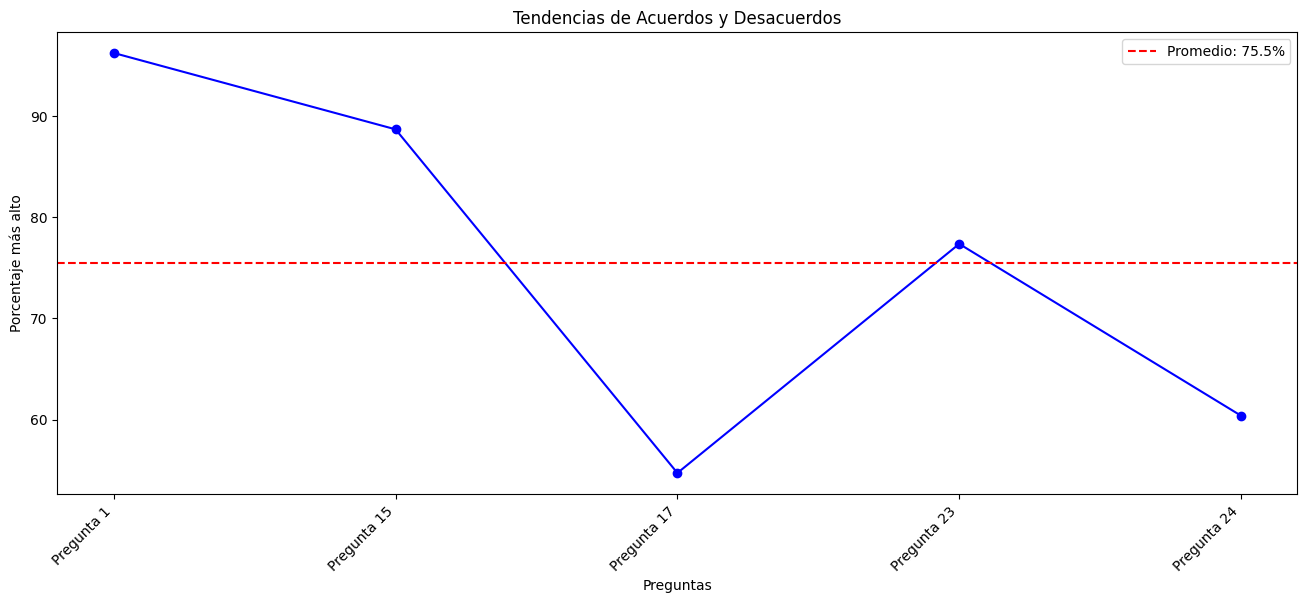 Tendencias de Acuerdos y Desacuerdos
Promedio: 75.5%
Porcentaje más alto
90
80
70
60
Pregunta 1
Pregunta 15
Pregunta 17
Pregunta 23
Pregunta 24
Preguntas